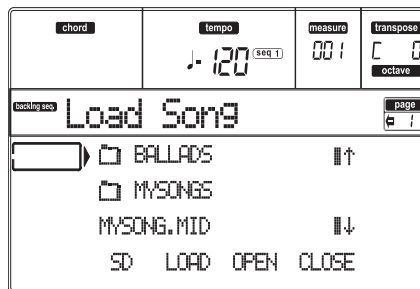 chord tempo measure transpose
♩- 120 seq 1 001 C 0
octave
backing seq. Load Song page
1
BALLADS
MYSONGS
MYSONG.MID
SD LOAD OPEN CLOSE